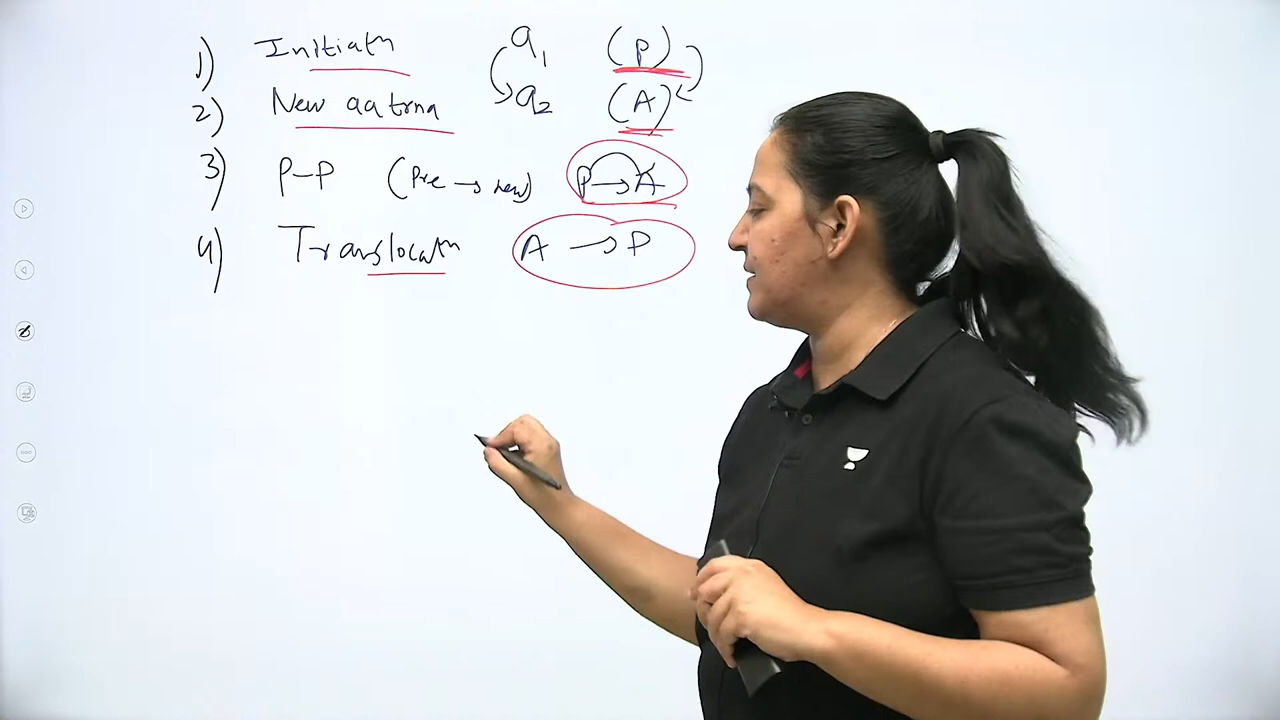 1) Initiatn a1 (P)
2) New aatrna a2 (A)
3) P-P (Pre → new) P → A
4) Translocatn A → P